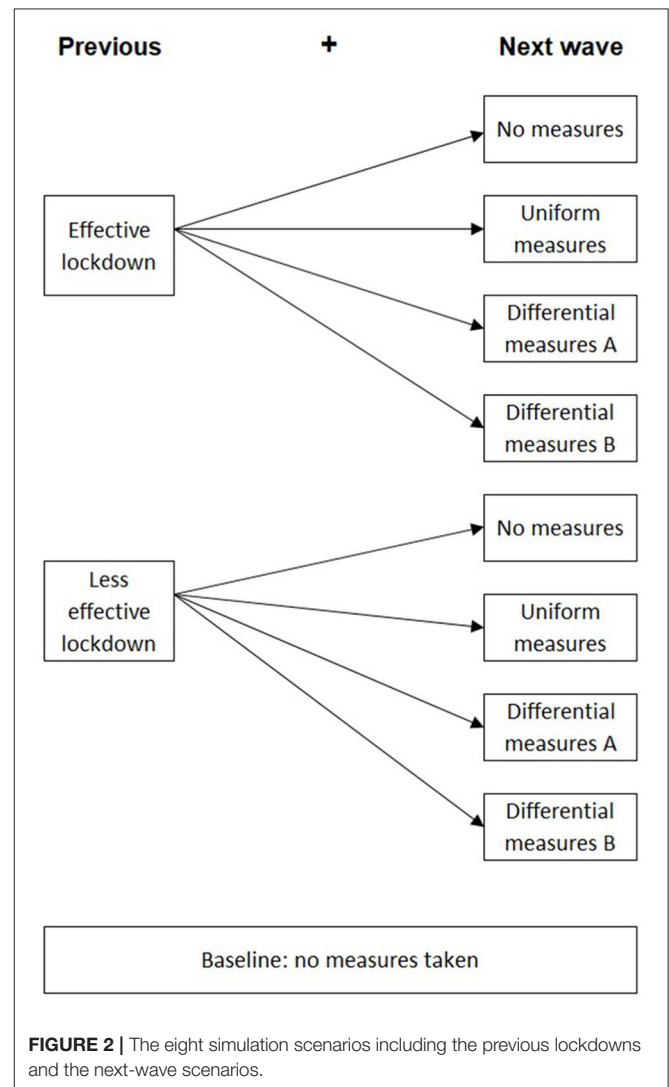 Previous + Next wave
No measures
Effective
lockdown
Uniform
measures
Differential
measures A
Differential
measures B
No measures
Less
effective
lockdown
Uniform
measures
Differential
measures A
Differential
measures B
Baseline: no measures taken
FIGURE 2 | The eight simulation scenarios including the previous lockdowns
and the next-wave scenarios.